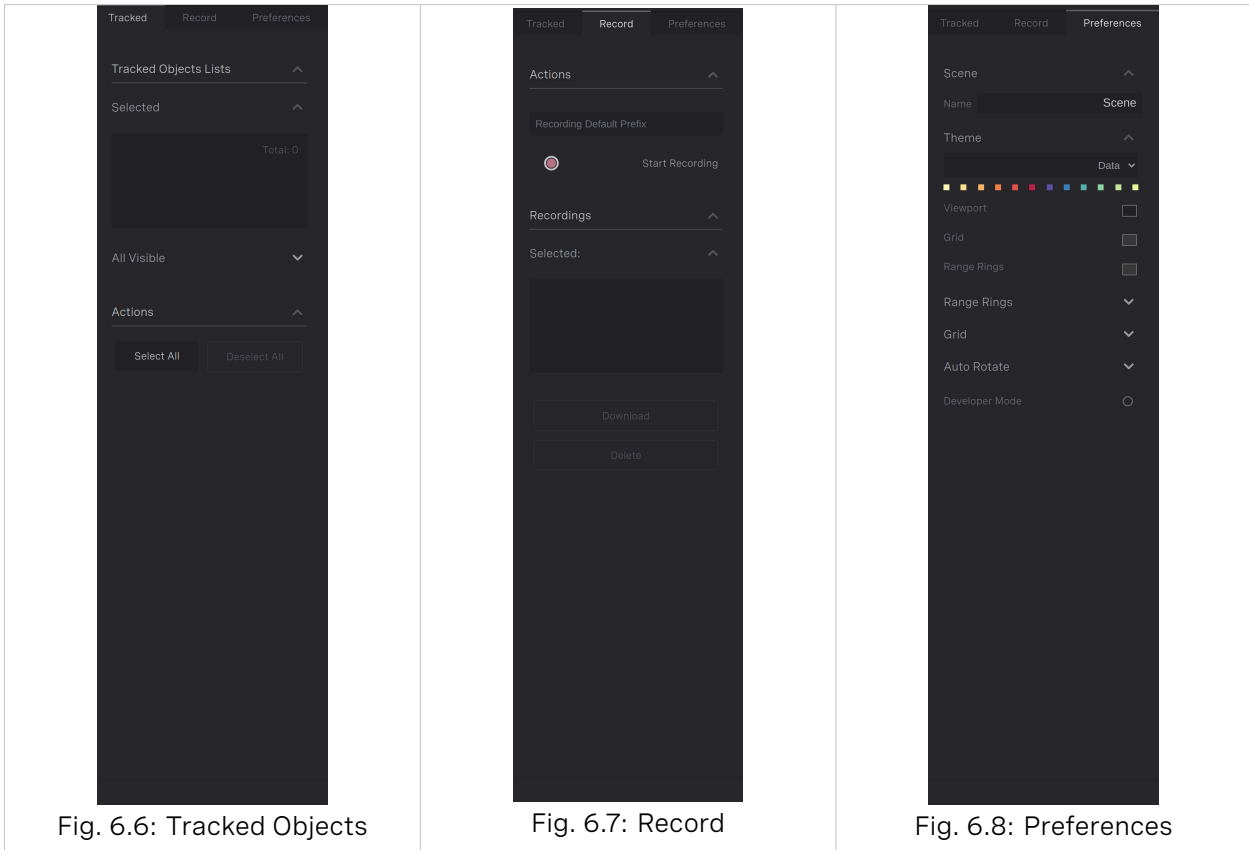 Tracked Record Preferences
Tracked Objects Lists
Selected
Total: 0
All Visible
Actions
Select All Deselect All
Fig. 6.6: Tracked Objects
Tracked Record Preferences
Actions
Recording Default Prefix
Start Recording
Recordings
Selected:
Download
Delete
Fig. 6.7: Record
Tracked Record Preferences
Scene
Name Scene
Theme
Data
Viewport
Grid
Range Rings
Range Rings
Grid
Auto Rotate
Developer Mode
Fig. 6.8: Preferences